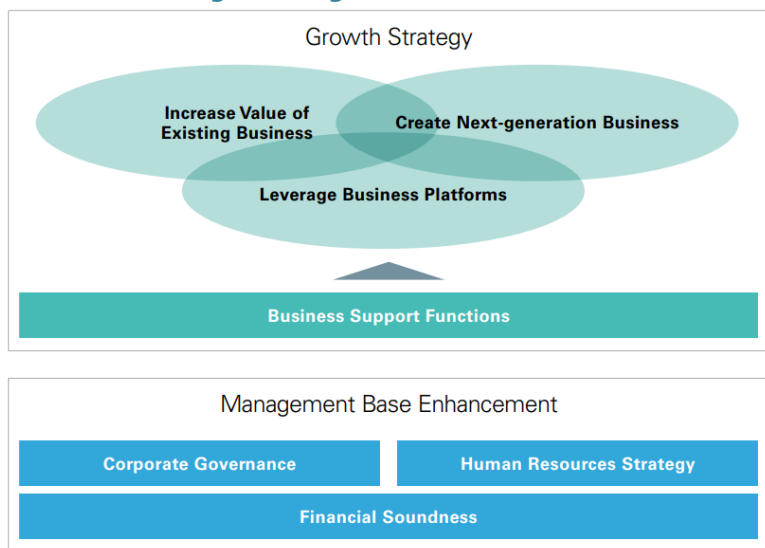 Growth Strategy
Increase Value of
Existing Business
Create Next-generation Business
Leverage Business Platforms
Business Support Functions
Management Base Enhancement
Corporate Governance
Human Resources Strategy
Financial Soundness